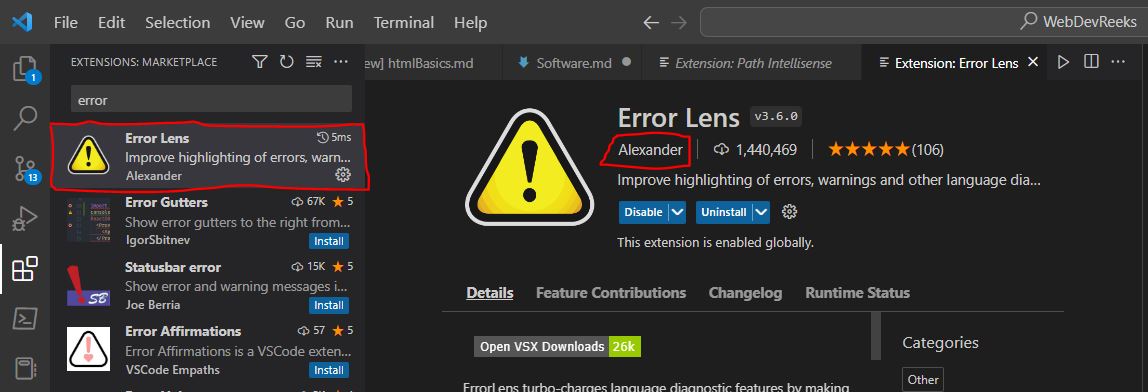 File Edit Selection View Go Run Terminal Help
WebDevReeks
EXTENSIONS: MARKETPLACE
error
Error Lens 5ms
Improve highlighting of errors, warn...
Alexander
Error Gutters 67K 5
Show error gutters to the right from...
IgorSbitnev Install
Statusbar error 15K 5
Show error and warning messages i...
Joe Berria Install
Error Affirmations 57 5
Error Affirmations is a VSCode exten...
VSCode Empaths Install
1
13
ew] htmlBasics.md Software.md Extension: Path Intellisense Extension: Error Lens
Error Lens v3.6.0
Alexander 1,440,469 (106)
Improve highlighting of errors, warnings and other language dia...
Disable Uninstall
This extension is enabled globally.
Details Feature Contributions Changelog Runtime Status
Open VSX Downloads 26k
ErrorLens turbo-charges language diagnostic features by making
Categories
Other